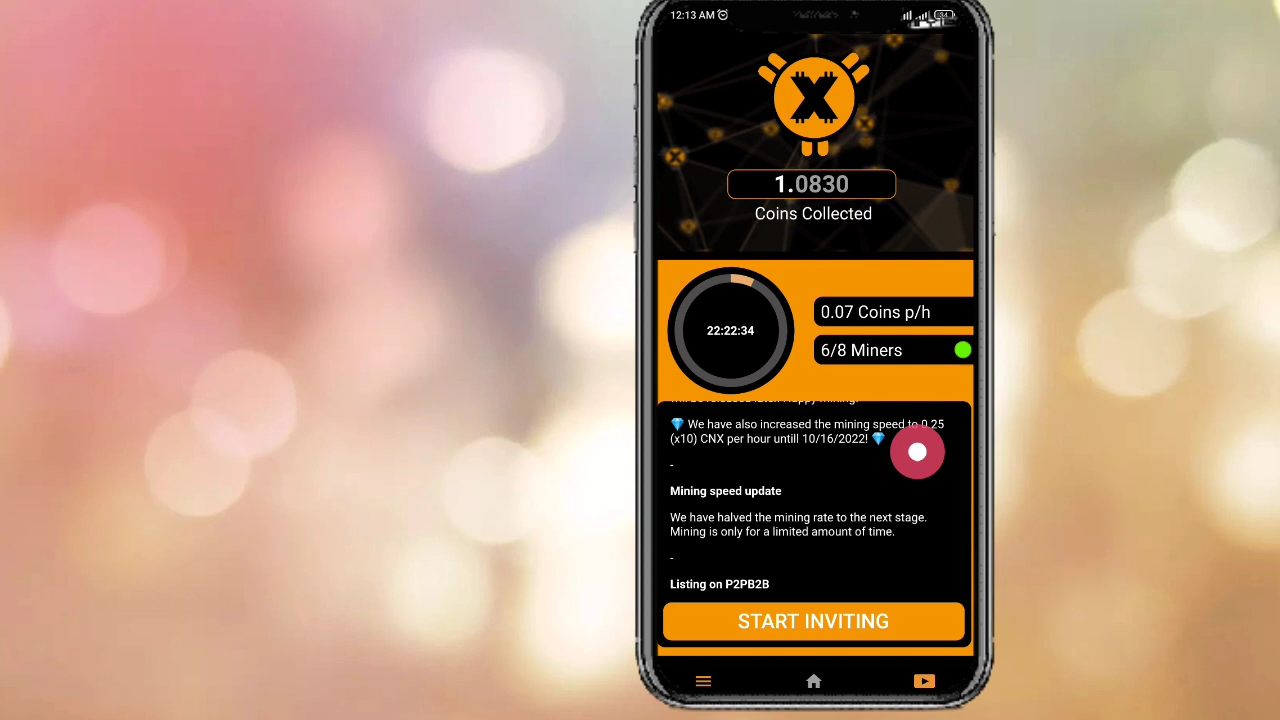 12:13 AM
34
X
1.0830
Coins Collected
22:22:34
0.07 Coins p/h
6/8 Miners
We have also increased the mining speed to 0.25
(x10) CNX per hour untill 10/16/2022!
-
Mining speed update
We have halved the mining rate to the next stage.
Mining is only for a limited amount of time.
-
Listing on P2PB2B
START INVITING